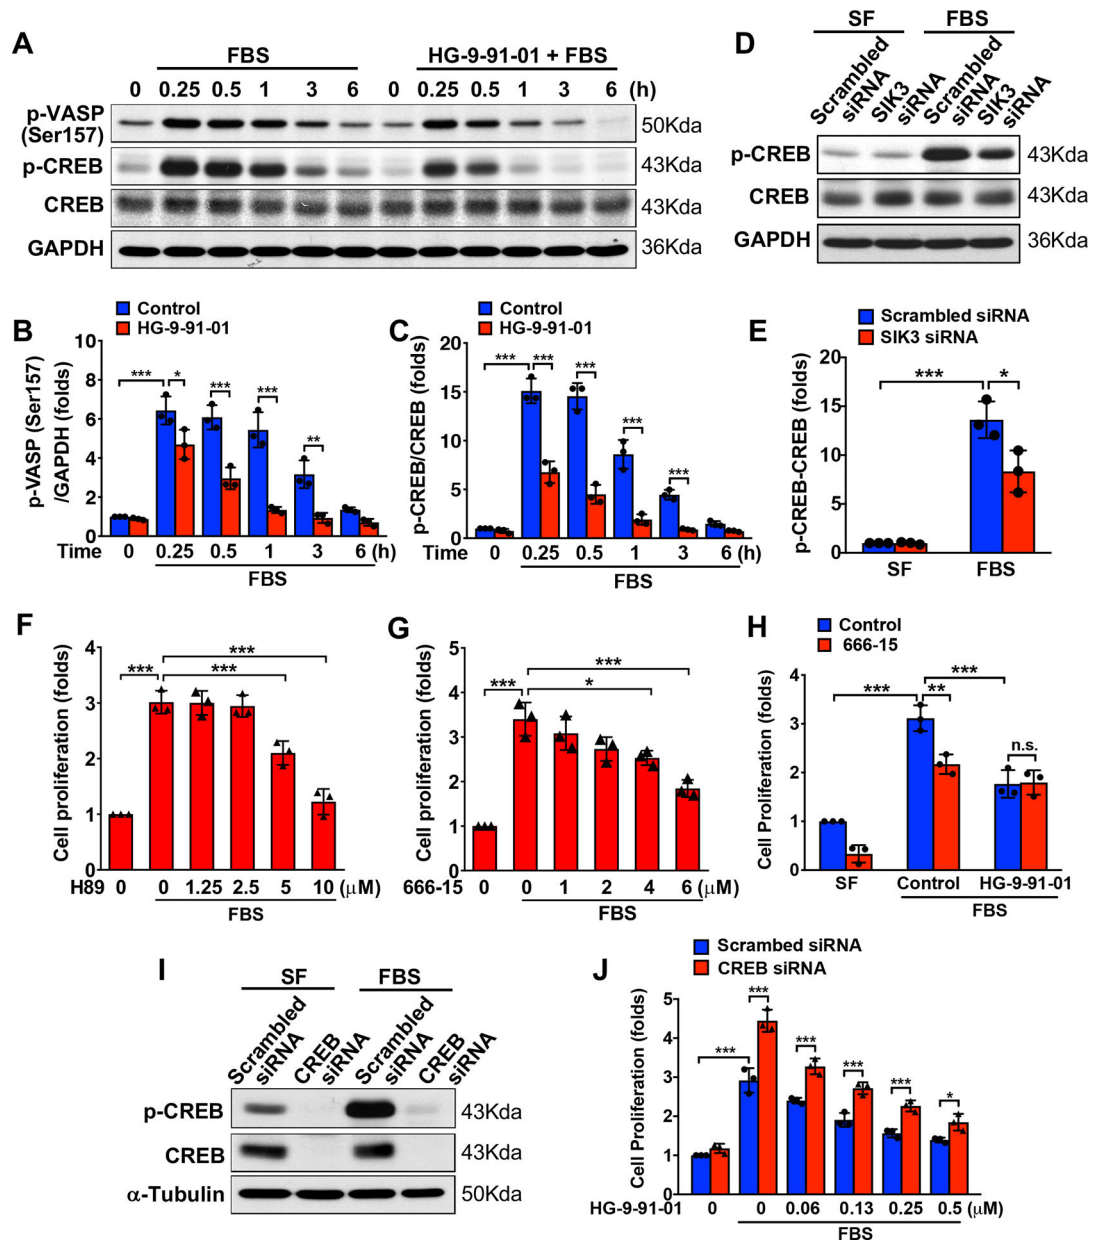 A
FBS
HG-9-91-01 + FBS
0 0.25 0.5 1 3 6 0 0.25 0.5 1 3 6 (h)
p-VASP
(Ser157)
50Kda
p-CREB
43Kda
CREB
43Kda
GAPDH
36Kda
D
SF
FBS
Scrambled
siRNA
SIK3
siRNA
Scrambled
siRNA
SIK3
siRNA
p-CREB
43Kda
CREB
43Kda
GAPDH
36Kda
B
Control
HG-9-91-01
p-VASP (Ser157)
/GAPDH (folds)
10
8
6
4
2
0
*** * *** *** **
Time 0 0.25 0.5 1 3 6 (h)
FBS
C
Control
HG-9-91-01
p-CREB/CREB (folds)
20
15
10
5
0
*** *** *** *** ***
Time 0 0.25 0.5 1 3 6 (h)
FBS
E
Scrambled siRNA
SIK3 siRNA
p-CREB-CREB (folds)
20
15
10
5
0
*** *
SF FBS
F
Cell proliferation (folds)
4
3
2
1
0
***
***
***
H89 0 0 1.25 2.5 5 10 (μM)
FBS
G
Cell proliferation (folds)
5
4
3
2
1
0
***
***
*
666-15 0 0 1 2 4 6 (μM)
FBS
H
Control
666-15
Cell Proliferation (folds)
4
3
2
1
0
*** ** *** n.s.
SF Control HG-9-91-01
FBS
I
SF
FBS
Scrambled
siRNA
CREB
siRNA
Scrambled
siRNA
CREB
siRNA
p-CREB
43Kda
CREB
43Kda
α-Tubulin
50Kda
J
Scrambed siRNA
CREB siRNA
Cell Proliferation (folds)
5
4
3
2
1
0
*** *** *** *** *** *
HG-9-91-01 0 0 0.06 0.13 0.25 0.5 (μM)
FBS